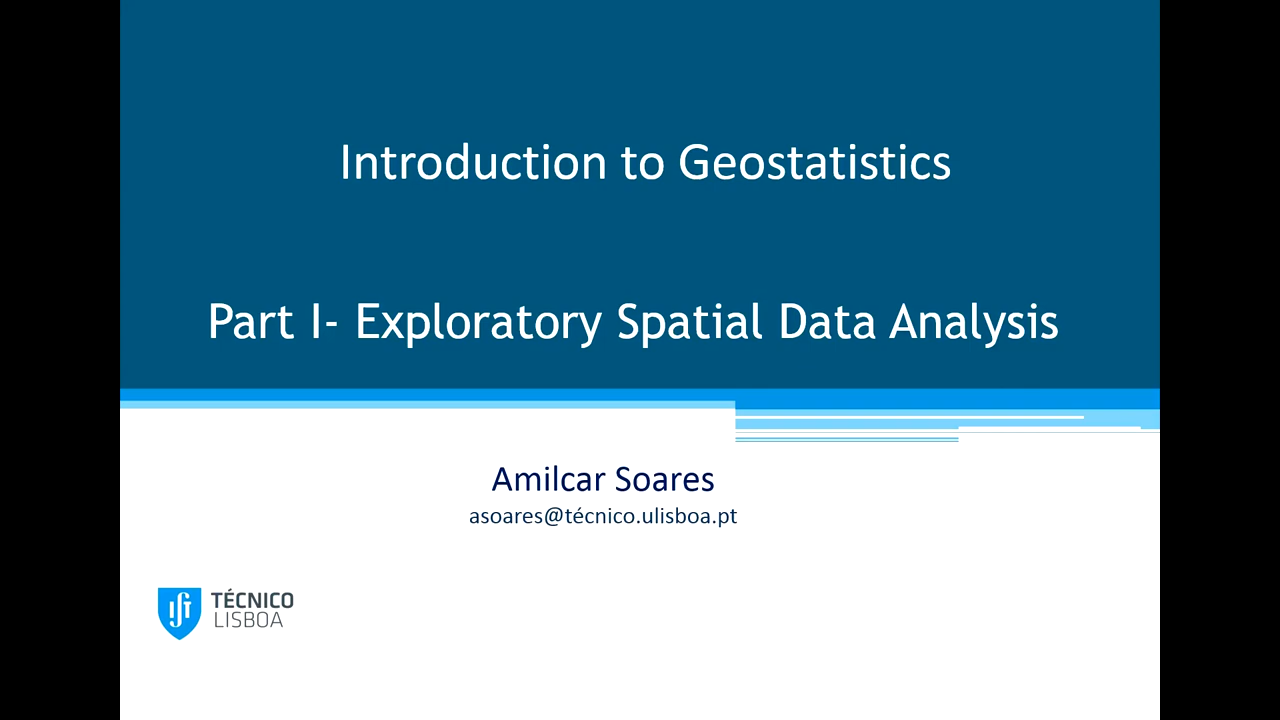 Introduction to Geostatistics
Part I- Exploratory Spatial Data Analysis
Amilcar Soares
asoares@técnico.ulisboa.pt
TÉCNICO
LISBOA